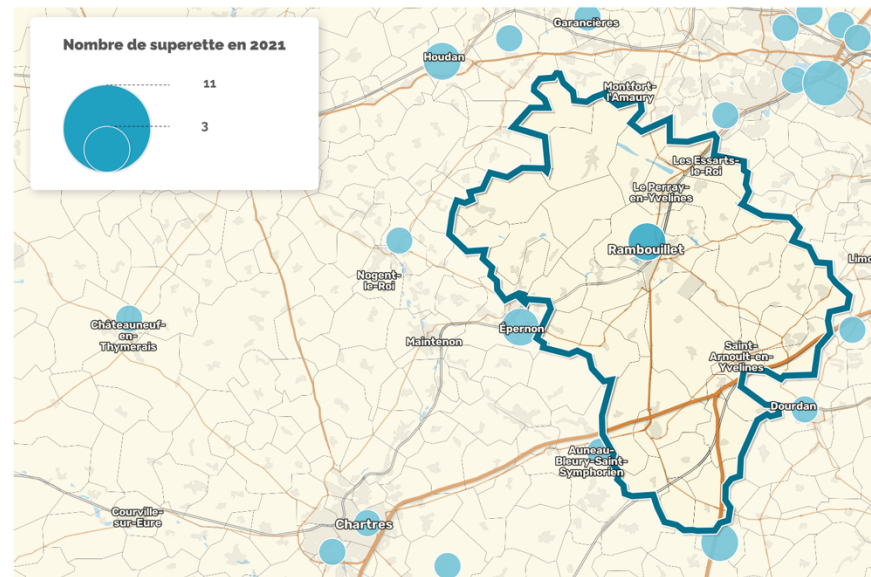 Garancières
Nombre de superette en 2021
Houdan
11
Montfort-
l'Amaury
3
Les Essarts-
le-Roi
Le Perray-
en-Yvelines
Rambouillet
Limo
Nogent-
le-Roi
Châteauneuf-
en-
Thymerais
Épernon
Maintenon
Saint-
Arnoult-en-
Yvelines
Dourdan
Auneau-
Bleury-Saint-
Symphorien
Courville-
sur-Eure
Chartres